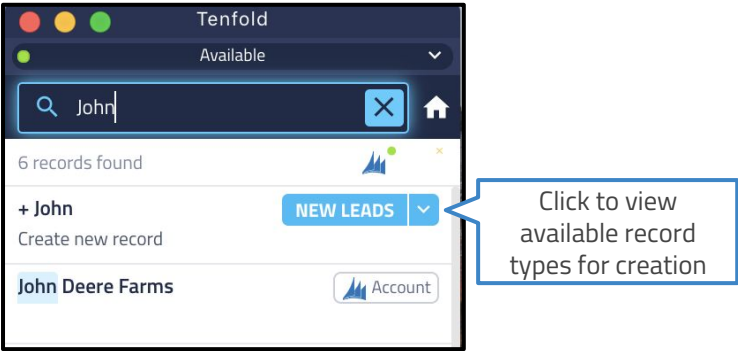 Tenfold
Available
John
6 records found
+ John
NEW LEADS
Create new record
John Deere Farms
Account
Click to view
available record
types for creation